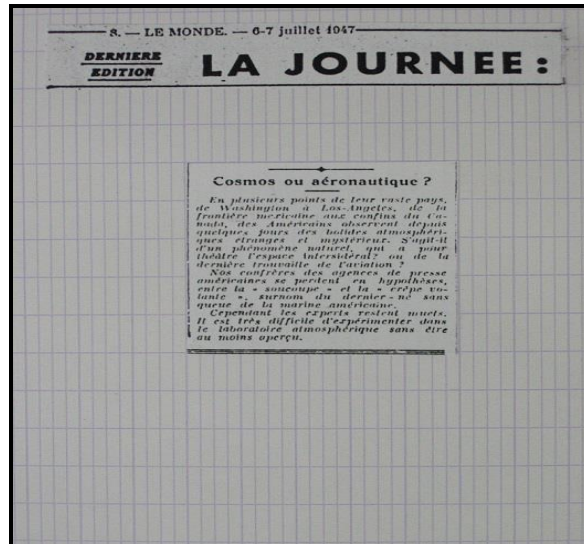 8. — LE MONDE. — 6-7 juillet 1947
DERNIERE
EDITION
LA JOURNEE :
Cosmos ou aéronautique ?
En plusieurs points de leur vaste pays,
de Washington à Los-Angeles, de la
frontière mexicaine aux confins du Ca-
nada, des Américains observent depuis
quelques jours des bolides atmosphéri-
ques étranges et mystérieux. S'agit-il
d'un phénomène naturel, qui a pour
théâtre l'espace intersidéral? ou de la
dernière trouvaille de l'aviation ?
Nos confrères des agences de presse
américaines se perdent en hypothèses,
entre la « soucoupe » et la « crêpe vo-
lante », surnom du dernier-né sans
queue de la marine américaine.
Cependant les experts restent muets.
Il est très difficile d'expérimenter dans
le laboratoire atmosphérique sans être
au moins aperçu.